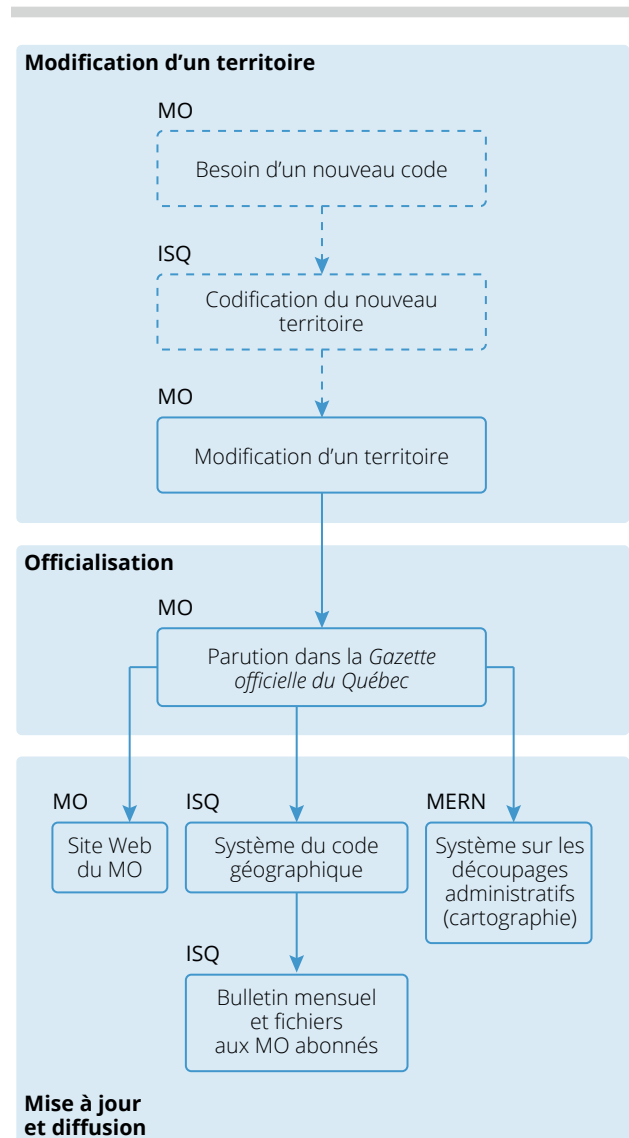 Modification d’un territoire
MO
Besoin d’un nouveau code
ISQ
Codification du nouveau
territoire
MO
Modification d’un territoire
Officialisation
MO
Parution dans la Gazette
officielle du Québec
MO
Site Web
du MO
ISQ
Système du code
géographique
MERN
Système sur les
découpages
administratifs
(cartographie)
ISQ
Bulletin mensuel
et fichiers
aux MO abonnés
Mise à jour
et diffusion